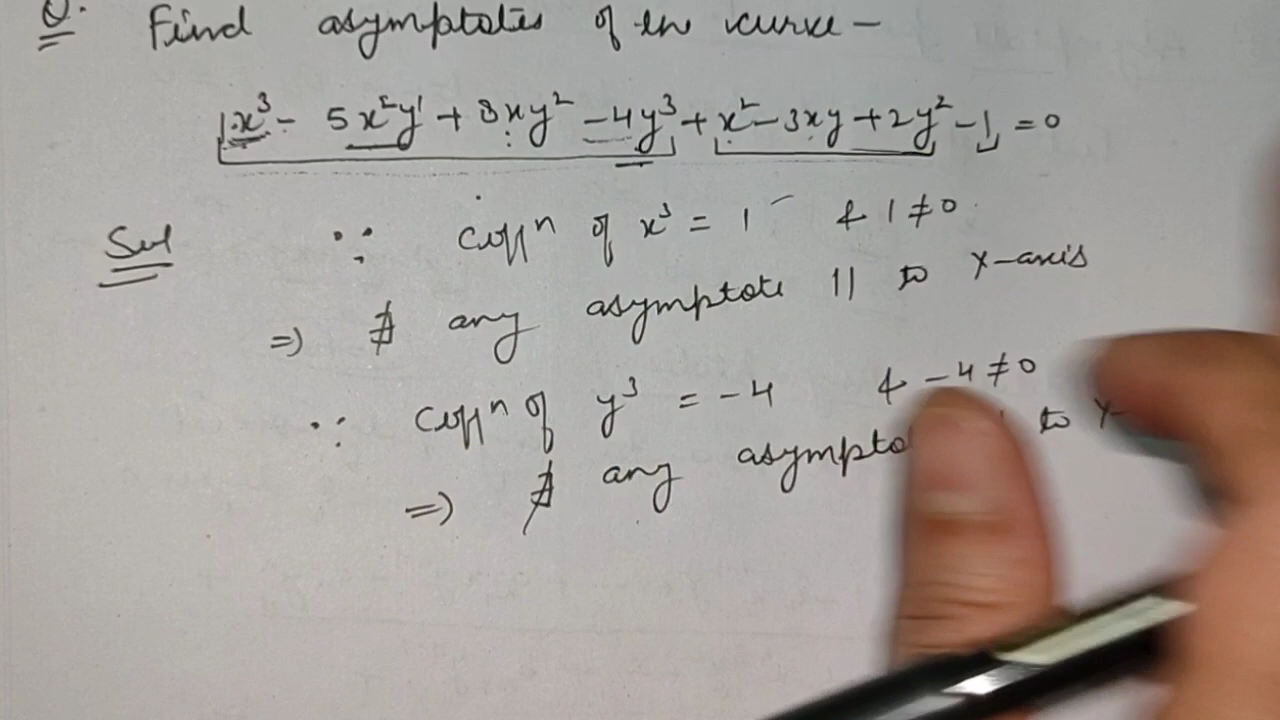 Q. Find asymptotes of the curve –
x³ – 5x²y + 8xy² – 4y³ + x² – 3xy + 2y² – 1 = 0
Sol ∵ coffⁿ of x³ = 1 & 1 ≠ 0
⇒ ∄ any asymptote || to X-axis
∵ coffⁿ of y³ = –4 & –4 ≠ 0
⇒ ∄ any to Y-